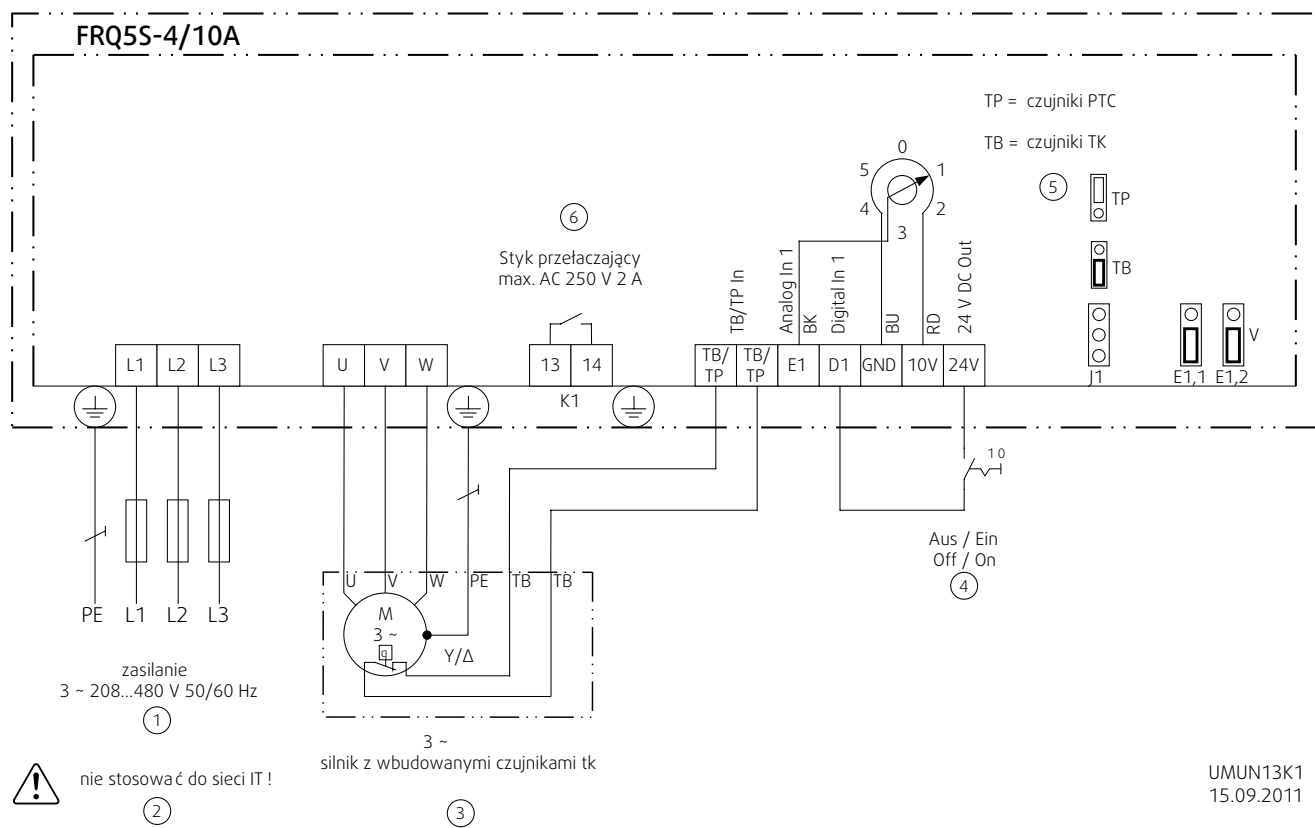 FRQ5S-4/10A
TP = czujniki PTC
TB = czujniki TK
0
5
1
4
2
3
5
TP
TB
6
Styk przełaczający
max. AC 250 V 2 A
TB/TP In
Analog In 1
BK
Digital In 1
BU
RD
24 V DC Out
L1
L2
L3
U
V
W
13
14
TB/
TP
TB/
TP
E1
D1
GND
10V
24V
V
K1
J1
E1,1
E1,2
1 0
Aus / Ein
Off / On
4
U
V
W
PE
TB
TB
M
3 ~
Y/Δ
PE
L1
L2
L3
zasilanie
3 ~ 208...480 V 50/60 Hz
1
3 ~
silnik z wbudowanymi czujnikami tk
nie stosować do sieci IT !
2
3
UMUN13K1
15.09.2011